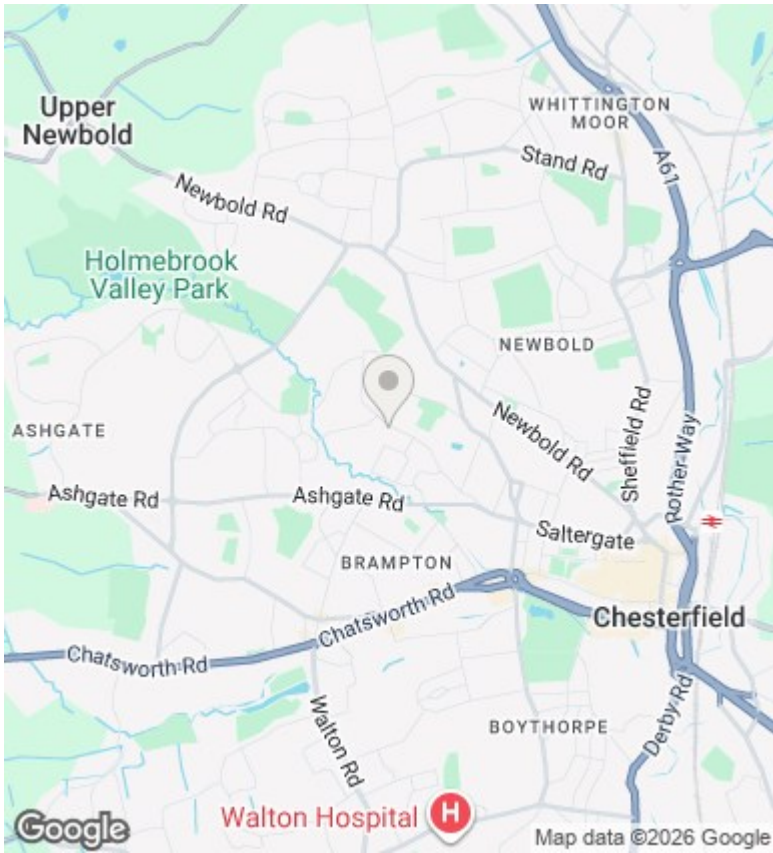 Upper
Newbold
WHITTINGTON
MOOR
Stand Rd
A61
Newbold Rd
Holmebrook
Valley Park
NEWBOLD
ASHGATE
Newbold Rd
Sheffield Rd
Rother Way
Ashgate Rd
Ashgate Rd
Saltergate
BRAMPTON
Chatsworth Rd
Chesterfield
Chatsworth Rd
Walton Rd
BOYTHORPE
Derby Rd
Walton Hospital
H
Google
Map data ©2026 Google